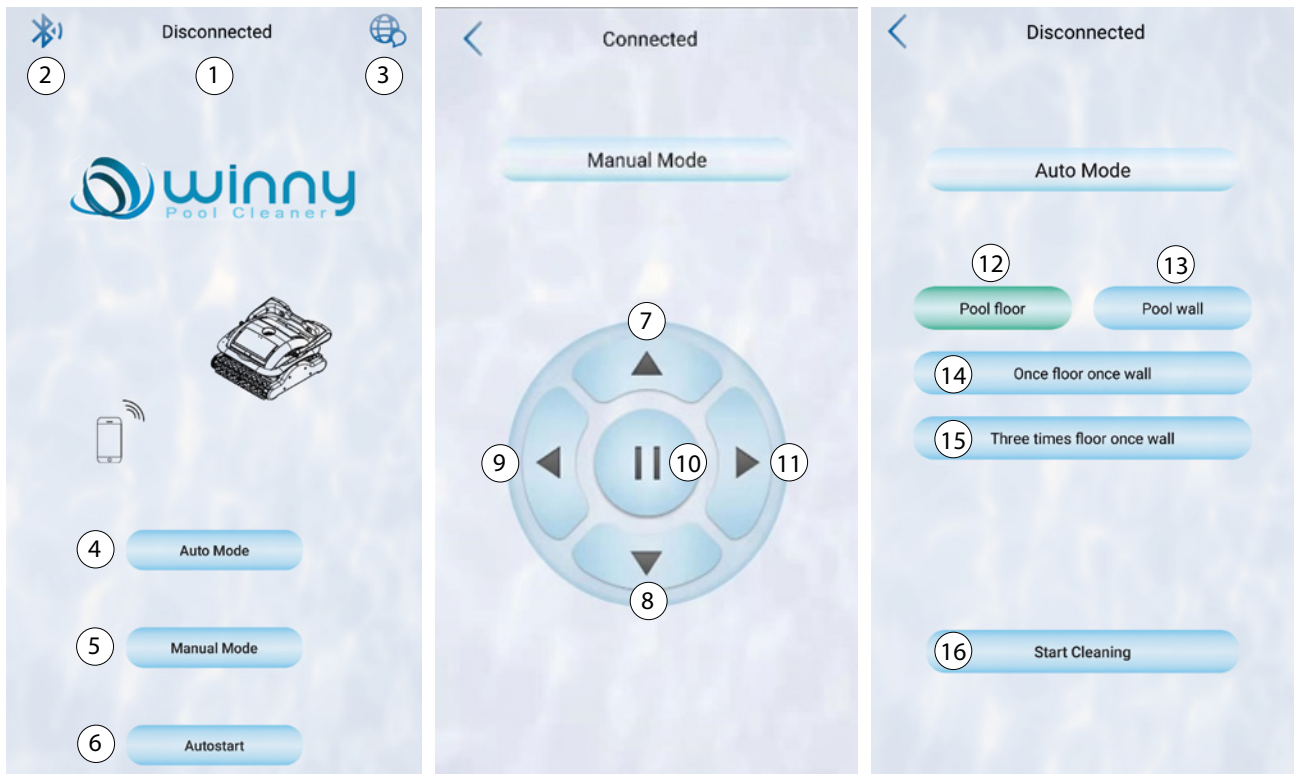 Disconnected
2
1
3
winny
Pool Cleaner
4
Auto Mode
5
Manual Mode
6
Autostart
Connected
Manual Mode
7
9
10
11
8
Disconnected
Auto Mode
12
13
Pool floor
Pool wall
14
Once floor once wall
15
Three times floor once wall
16
Start Cleaning